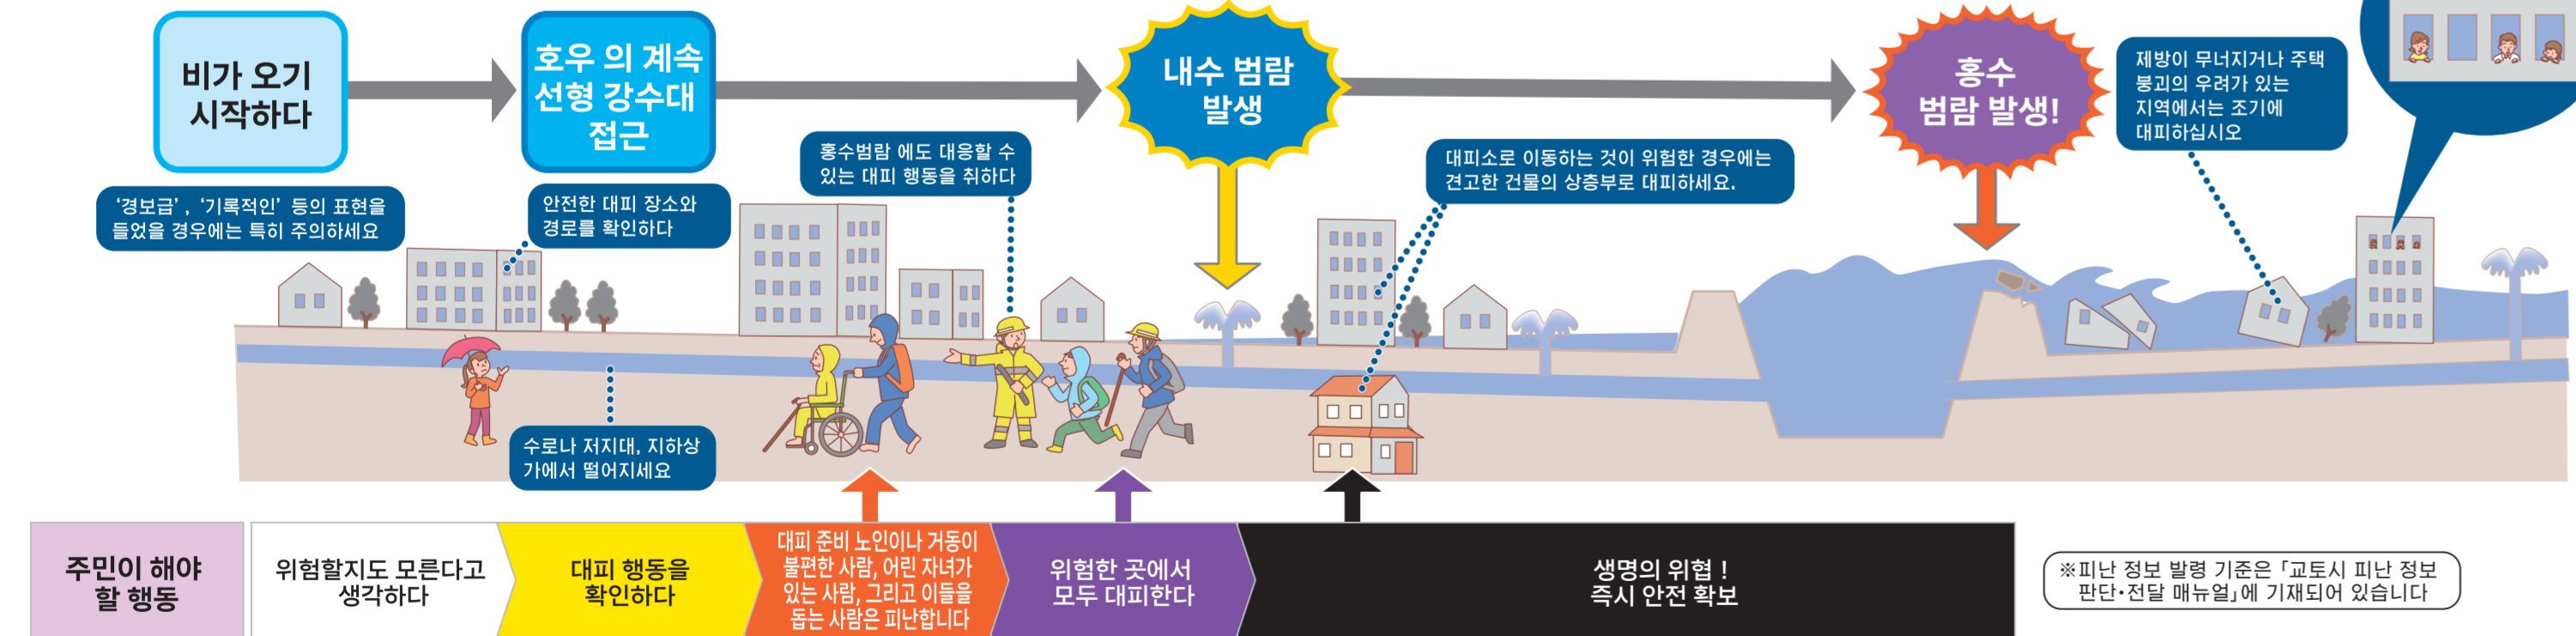 비가 오기
시작하다
호우 의 계속
선형 강수대
접근
내수 범람
발생
홍수
범람 발생!
제방이 무너지거나 주택
붕괴의 우려가 있는
지역에서는 조기에
대피하십시오
‘경보급’, ‘기록적인’ 등의 표현을
들었을 경우에는 특히 주의하세요
안전한 대피 장소와
경로를 확인하다
홍수범람 에도 대응할 수
있는 대피 행동을 취하다
대피소로 이동하는 것이 위험한 경우에는
견고한 건물의 상층부로 대피하세요.
수로나 저지대, 지하상
가에서 떨어지세요
주민이 해야
할 행동
위험할지도 모른다고
생각하다
대피 행동을
확인하다
대피 준비 노인이나 거동이
불편한 사람, 어린 자녀가
있는 사람, 그리고 이들을
돕는 사람은 피난합니다
위험한 곳에서
모두 대피한다
생명의 위협 !
즉시 안전 확보
※피난 정보 발령 기준은 「교토시 피난 정보
판단・전달 매뉴얼」에 기재되어 있습니다